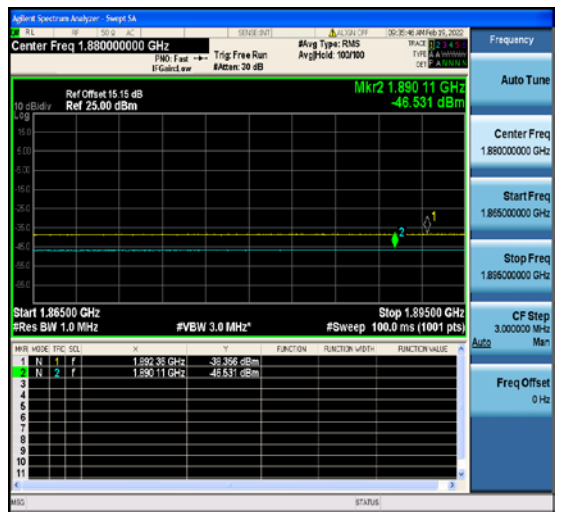 Agilent Spectrum Analyzer - Swept SA
RL RF 50 Ω AC SENSE:INT ALIGN OFF 09:35:46 AM Feb 19, 2022
Center Freq 1.880000000 GHz
PNO: Fast
IFGain:Low
Trig: Free Run
#Atten: 30 dB
#Avg Type: RMS
Avg|Hold: 100/100
TRACE 1 2 3 4 5 6
TYPE
DET
Ref Offset 15.15 dB
10 dB/div Ref 25.00 dBm
Log
Mkr2 1.890 11 GHz
-46.531 dBm
15.0
5.00
-5.00
-15.0
-25.0
-35.0
-45.0
-55.0
-65.0
1
2
Start 1.86500 GHz Stop 1.89500 GHz
#Res BW 1.0 MHz #VBW 3.0 MHz* #Sweep 100.0 ms (1001 pts)
MKR MODE TRC SCL X Y FUNCTION FUNCTION WIDTH FUNCTION VALUE
1 N 1 f 1.892 36 GHz -38.356 dBm
2 N 2 f 1.890 11 GHz -46.531 dBm
3
4
5
6
7
8
9
10
11
MSG STATUS
Frequency
Auto Tune
Center Freq
1.880000000 GHz
Start Freq
1.865000000 GHz
Stop Freq
1.895000000 GHz
CF Step
3.000000 MHz
Auto Man
Freq Offset
0 Hz